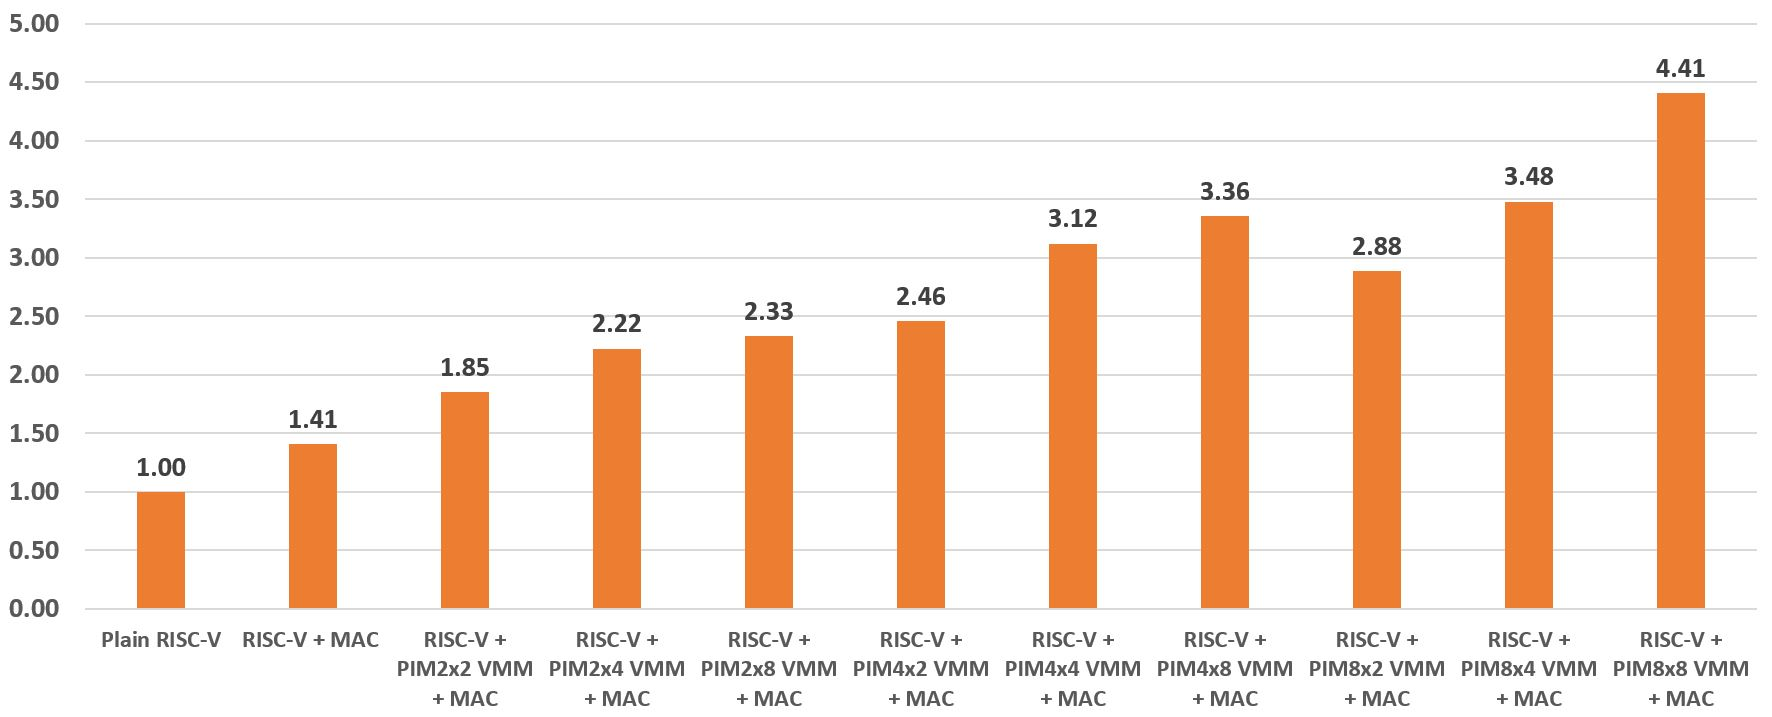 5.00
4.50
4.00
3.50
3.00
2.50
2.00
1.50
1.00
0.50
0.00
1.00
1.41
1.85
2.22
2.33
2.46
3.12
3.36
2.88
3.48
4.41
Plain RISC-V
RISC-V + MAC
RISC-V +
PIM2x2 VMM
+ MAC
RISC-V +
PIM2x4 VMM
+ MAC
RISC-V +
PIM2x8 VMM
+ MAC
RISC-V +
PIM4x2 VMM
+ MAC
RISC-V +
PIM4x4 VMM
+ MAC
RISC-V +
PIM4x8 VMM
+ MAC
RISC-V +
PIM8x2 VMM
+ MAC
RISC-V +
PIM8x4 VMM
+ MAC
RISC-V +
PIM8x8 VMM
+ MAC